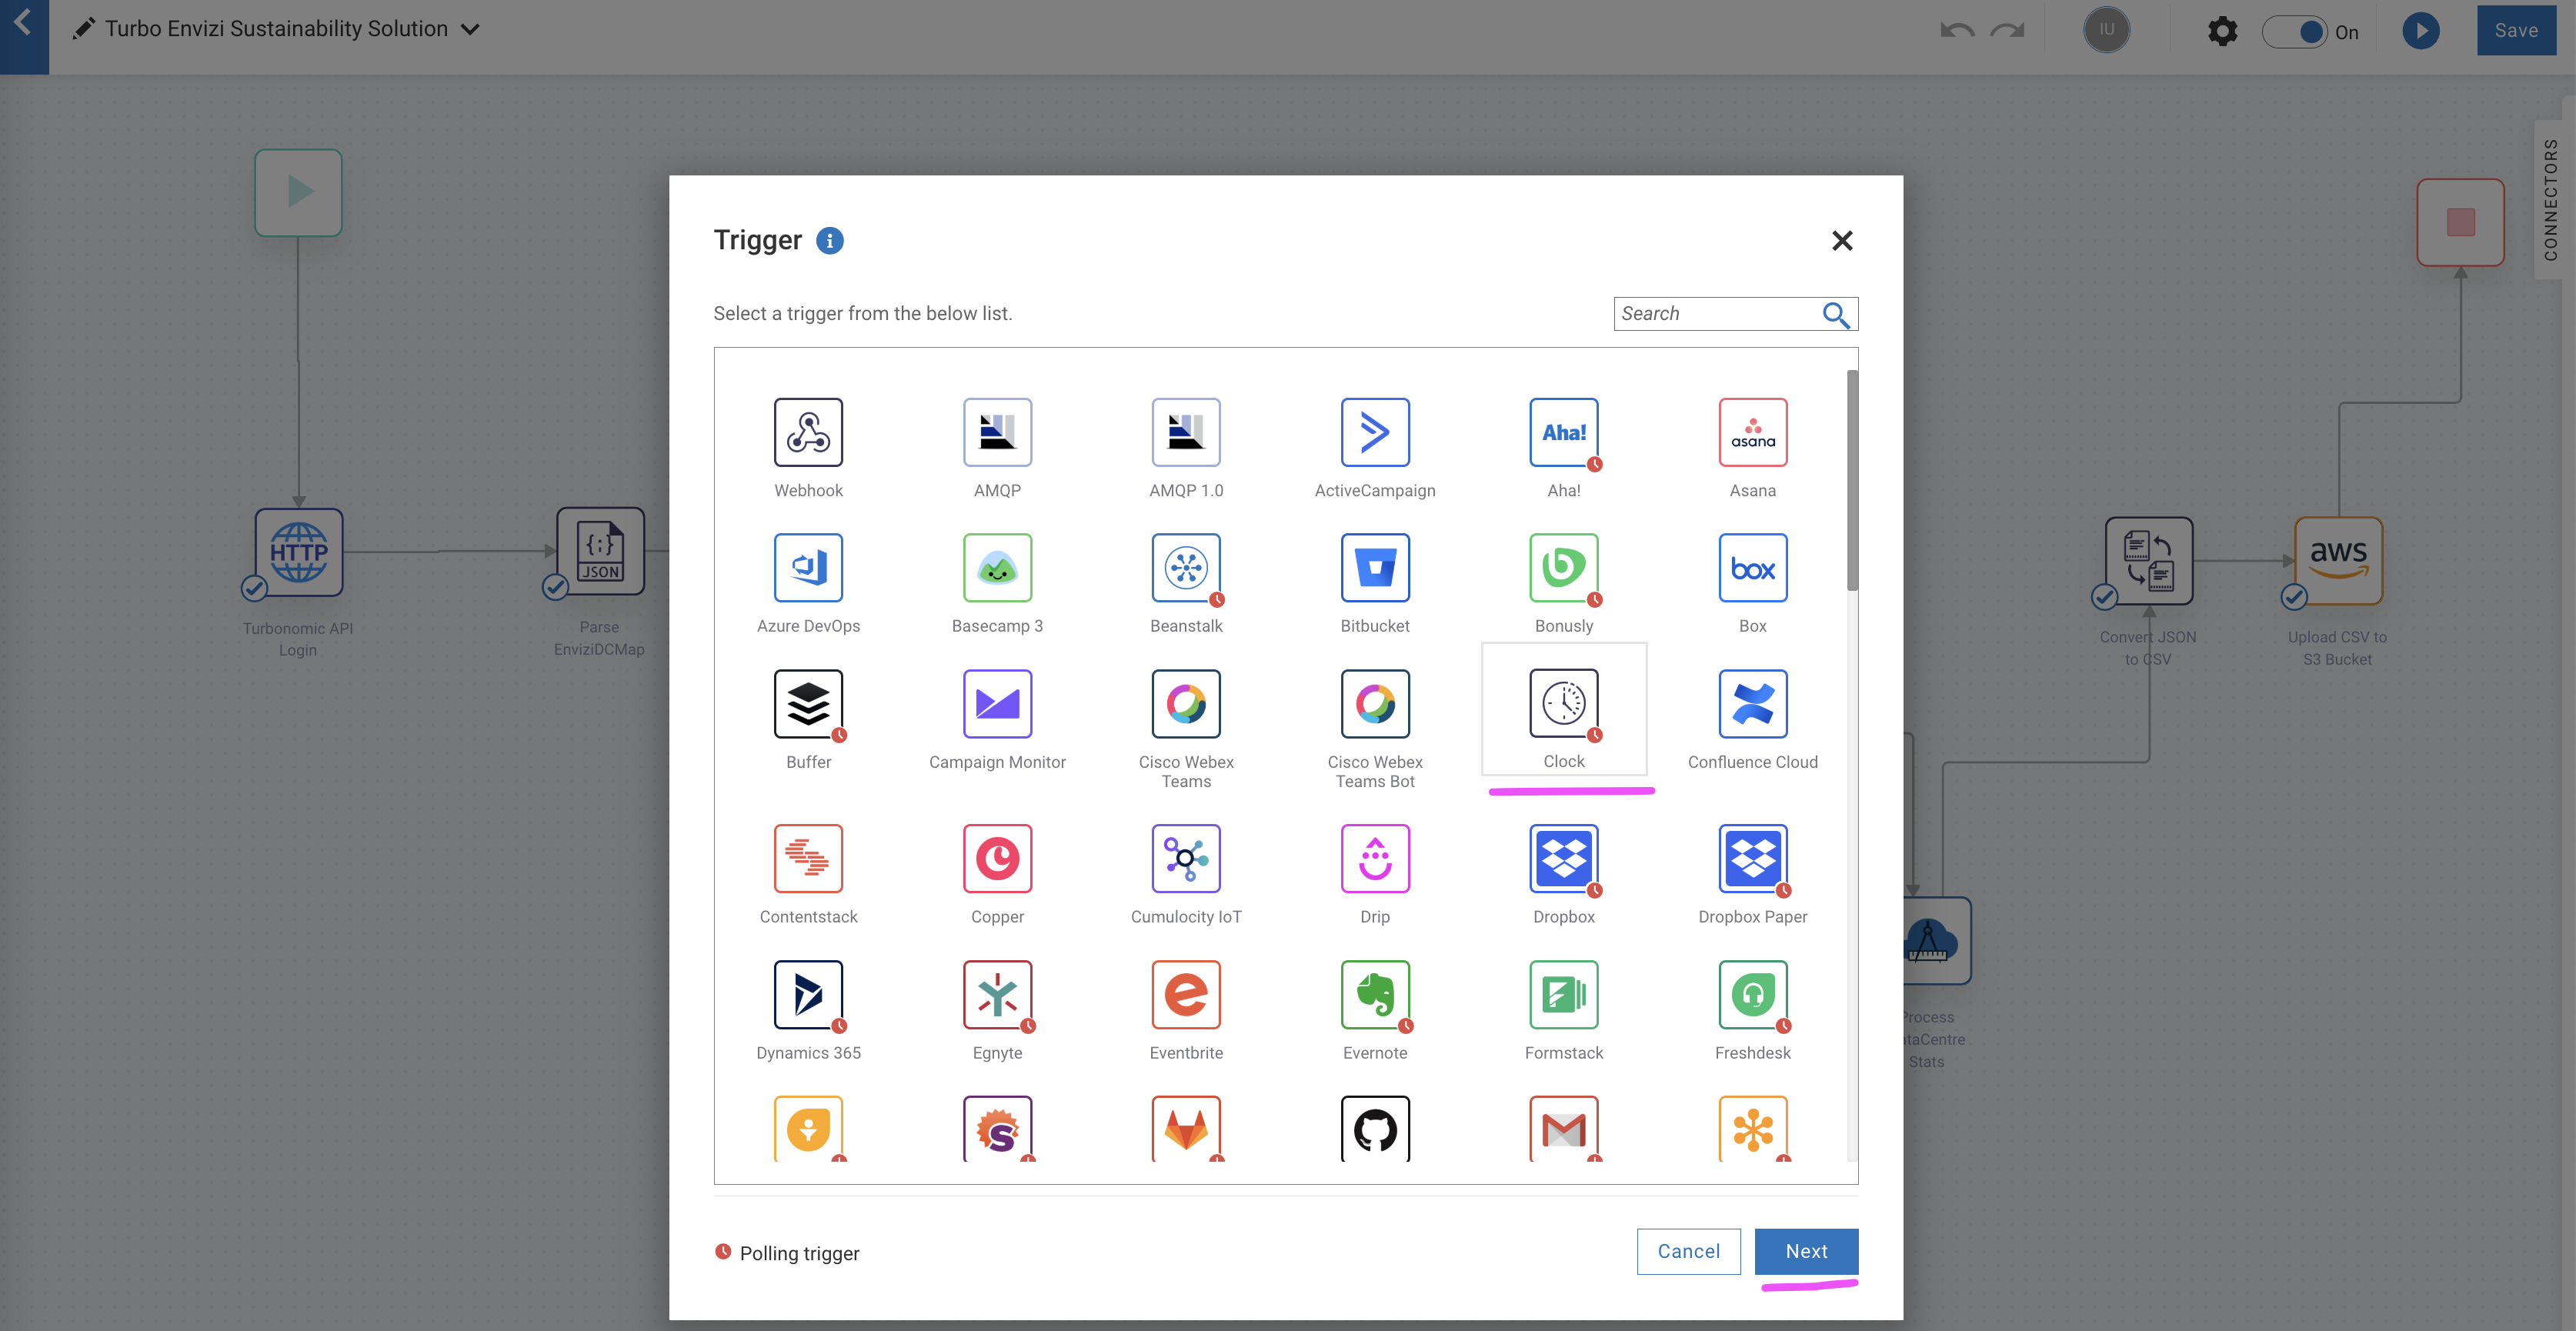 Turbo Envizi Sustainability Solution
IU
On
Save
CONNECTORS
Trigger
i
Select a trigger from the below list.
Search
Webhook
AMQP
AMQP 1.0
ActiveCampaign
Aha!
Aha!
asana
Asana
Azure DevOps
Basecamp 3
Beanstalk
Bitbucket
Bonusly
box
Box
Buffer
Campaign Monitor
Cisco Webex
Teams
Cisco Webex
Teams Bot
Clock
Confluence Cloud
Contentstack
Copper
Cumulocity IoT
Drip
Dropbox
Dropbox Paper
Dynamics 365
Egnyte
Eventbrite
Evernote
Formstack
Freshdesk
Polling trigger
Cancel
Next
HTTP
Turbonomic API
Login
{;}
JSON
Parse
EnviziDCMap
Convert JSON
to CSV
aws
Upload CSV to
S3 Bucket
Process
taCentre
Stats